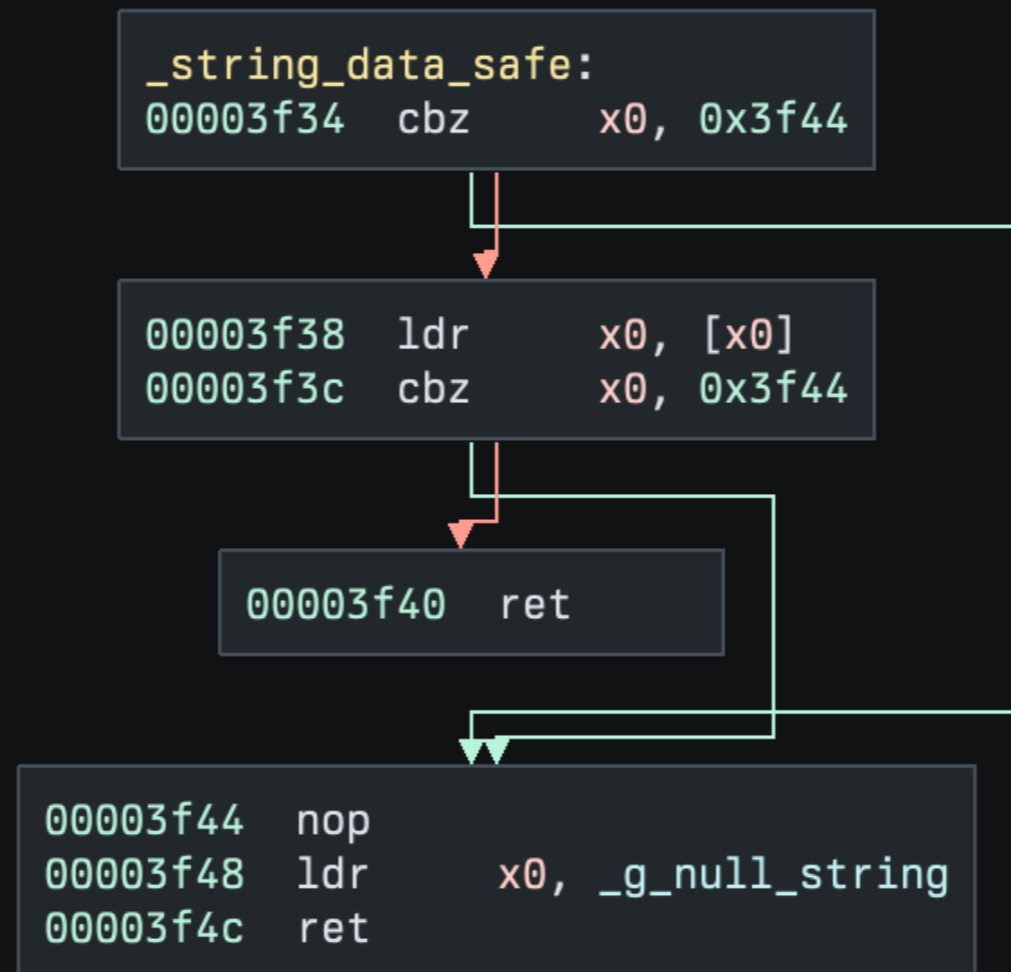 _string_data_safe:
00003f34 cbz x0, 0x3f44
00003f38 ldr x0, [x0]
00003f3c cbz x0, 0x3f44
00003f40 ret
00003f44 nop
00003f48 ldr x0, _g_null_string
00003f4c ret